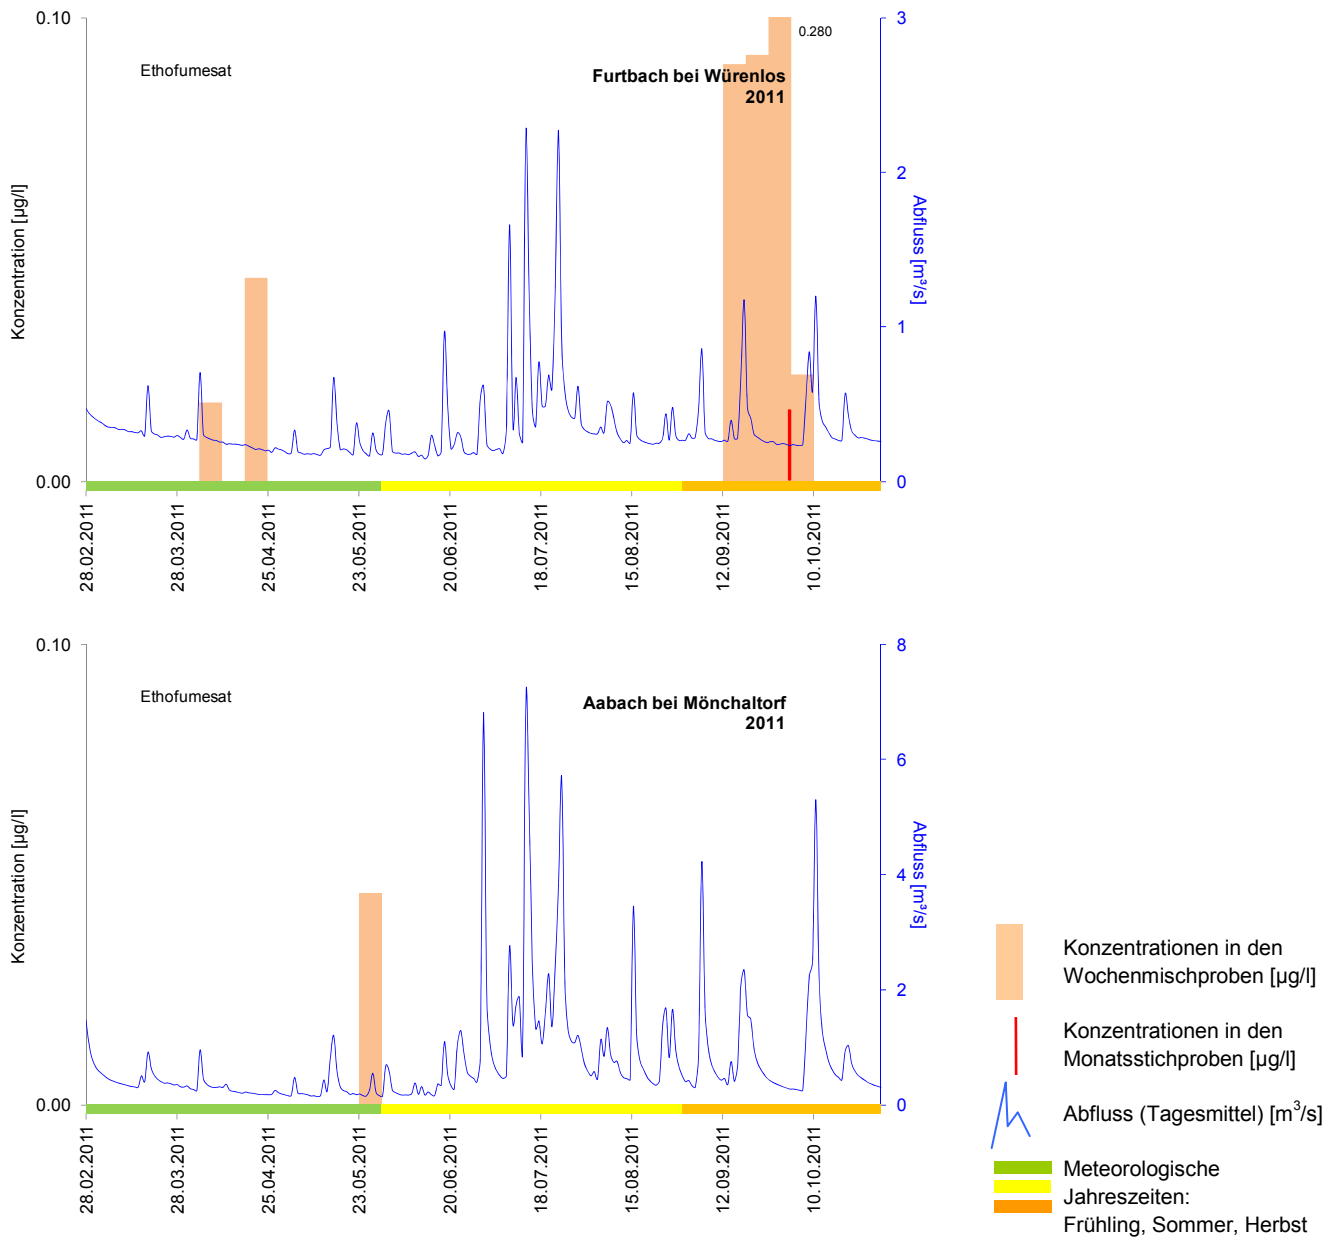 0.10
3
0.280
Ethofumesat
Furtbach bei Würenlos
2011
2
Konzentration [µg/l]
Abfluss [m³/s]
1
0.00
0
28.02.2011
28.03.2011
25.04.2011
23.05.2011
20.06.2011
18.07.2011
15.08.2011
12.09.2011
10.10.2011
0.10
8
Ethofumesat
Aabach bei Mönchaltorf
2011
6
Konzentration [µg/l]
Abfluss [m³/s]
4
2
0.00
0
28.02.2011
28.03.2011
25.04.2011
23.05.2011
20.06.2011
18.07.2011
15.08.2011
12.09.2011
10.10.2011
Konzentrationen in den
Wochenmischproben [µg/l]
Konzentrationen in den
Monatsstichproben [µg/l]
Abfluss (Tagesmittel) [m³/s]
Meteorologische
Jahreszeiten:
Frühling, Sommer, Herbst